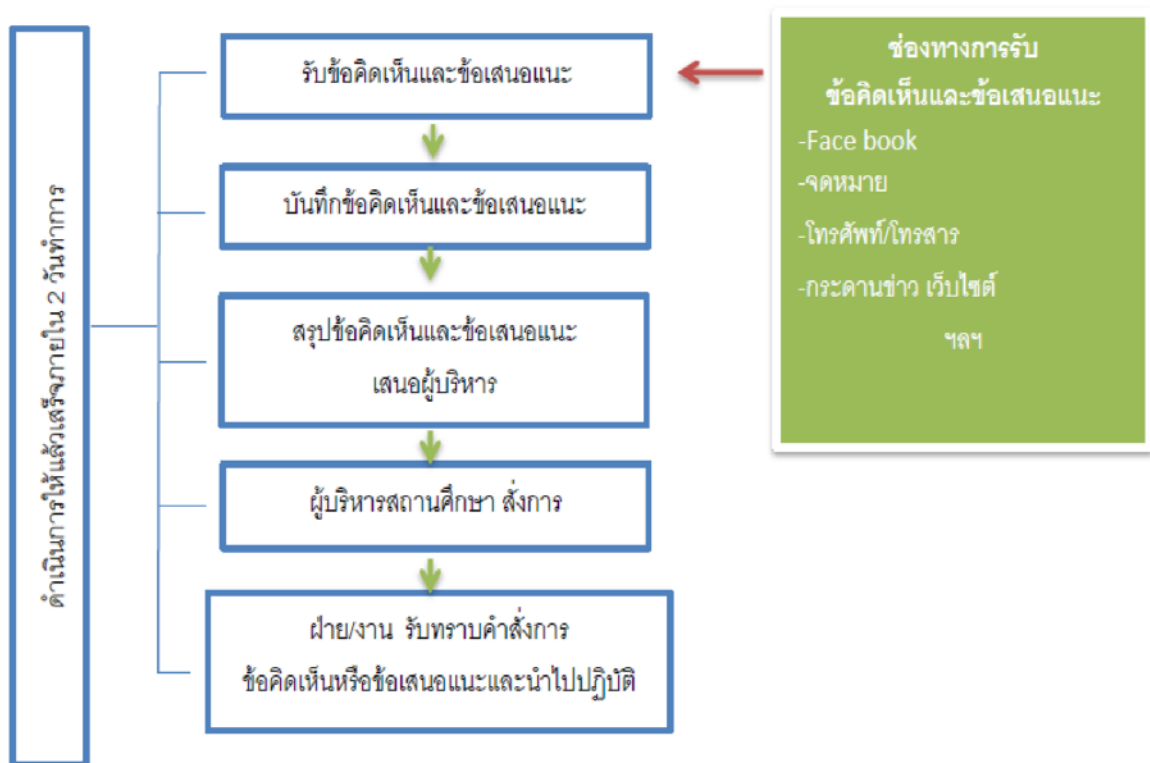 ดำเนินการให้แล้วเสร็จภายใน 2 วันทำการ
รับข้อคิดเห็นและข้อเสนอแนะ
บันทึกข้อคิดเห็นและข้อเสนอแนะ
สรุปข้อคิดเห็นและข้อเสนอแนะ
เสนอผู้บริหาร
ผู้บริหารสถานศึกษา สั่งการ
ฝ่าย/งาน รับทราบคำสั่งการ
ข้อคิดเห็นหรือข้อเสนอแนะและนำไปปฏิบัติ
ช่องทางการรับ
ข้อคิดเห็นและข้อเสนอแนะ
-Face book
-จดหมาย
-โทรศัพท์/โทรสาร
-กระดานข่าว เว็บไซต์
ฯลฯ